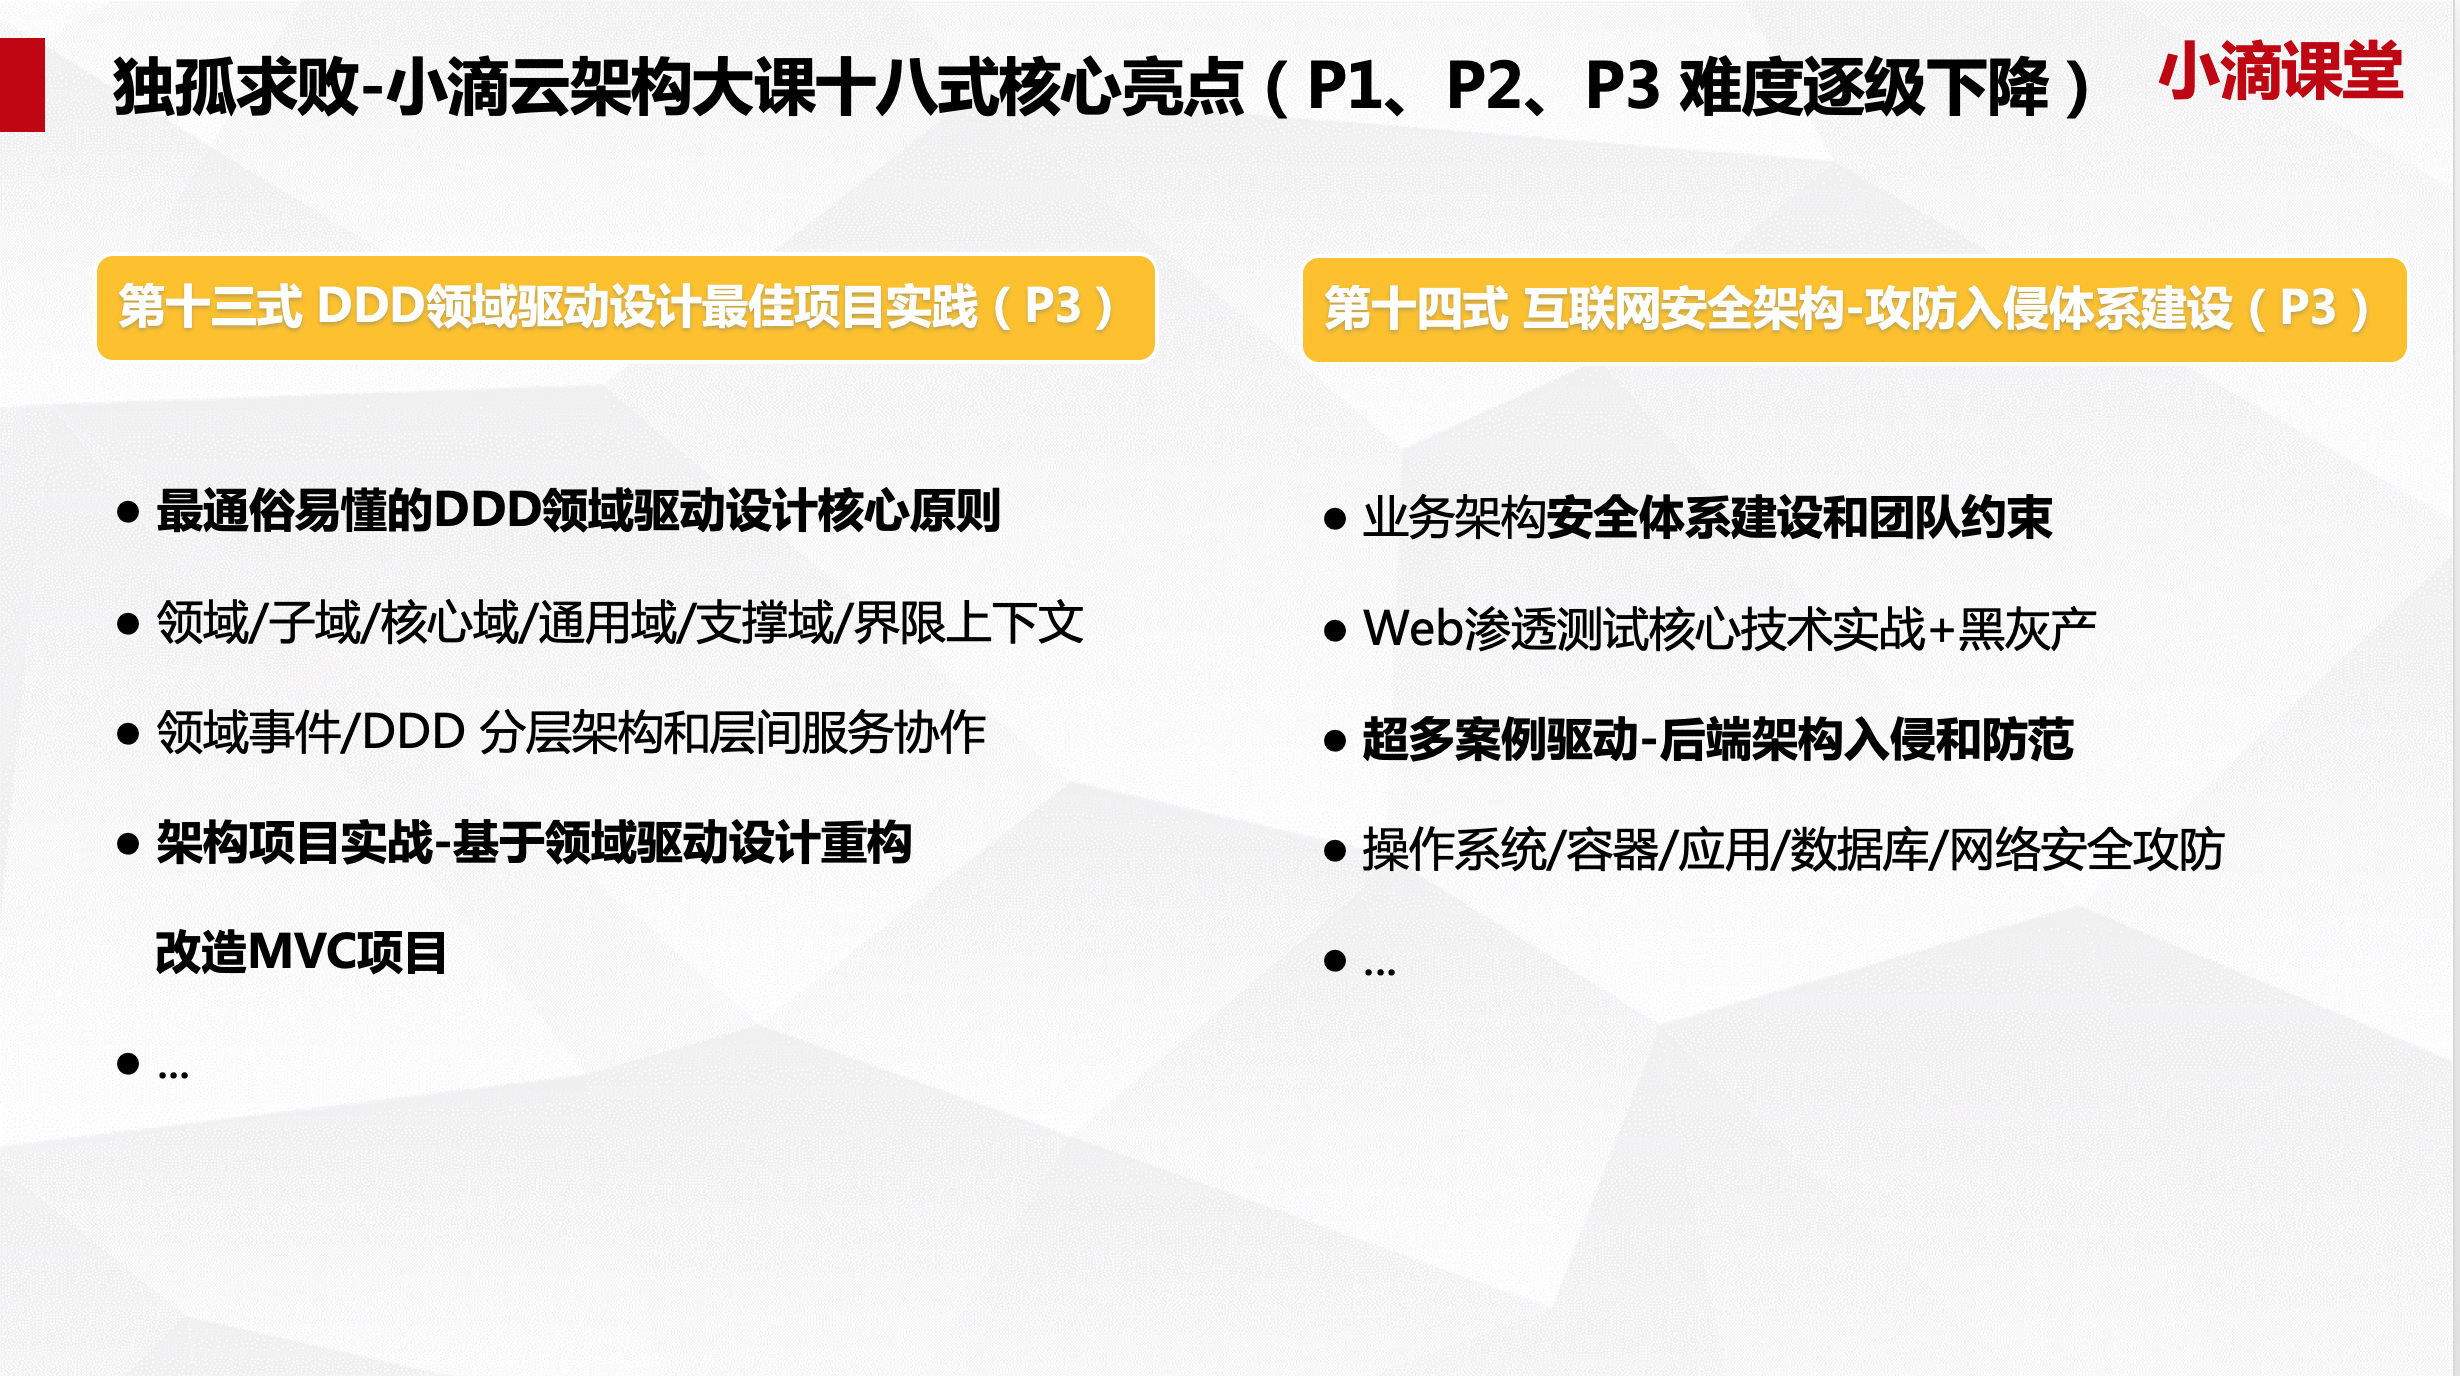 独孤求败-小滴云架构大课十八式核心亮点（P1、P2、P3 难度逐级下降）
小滴课堂
第十三式 DDD领域驱动设计最佳项目实践（P3）
● 最通俗易懂的DDD领域驱动设计核心原则
● 领域/子域/核心域/通用域/支撑域/界限上下文
● 领域事件/DDD 分层架构和层间服务协作
● 架构项目实战-基于领域驱动设计重构
改造MVC项目
● ...
第十四式 互联网安全架构-攻防入侵体系建设（P3）
● 业务架构安全体系建设和团队约束
● Web渗透测试核心技术实战+黑灰产
● 超多案例驱动-后端架构入侵和防范
● 操作系统/容器/应用/数据库/网络安全攻防
● ...